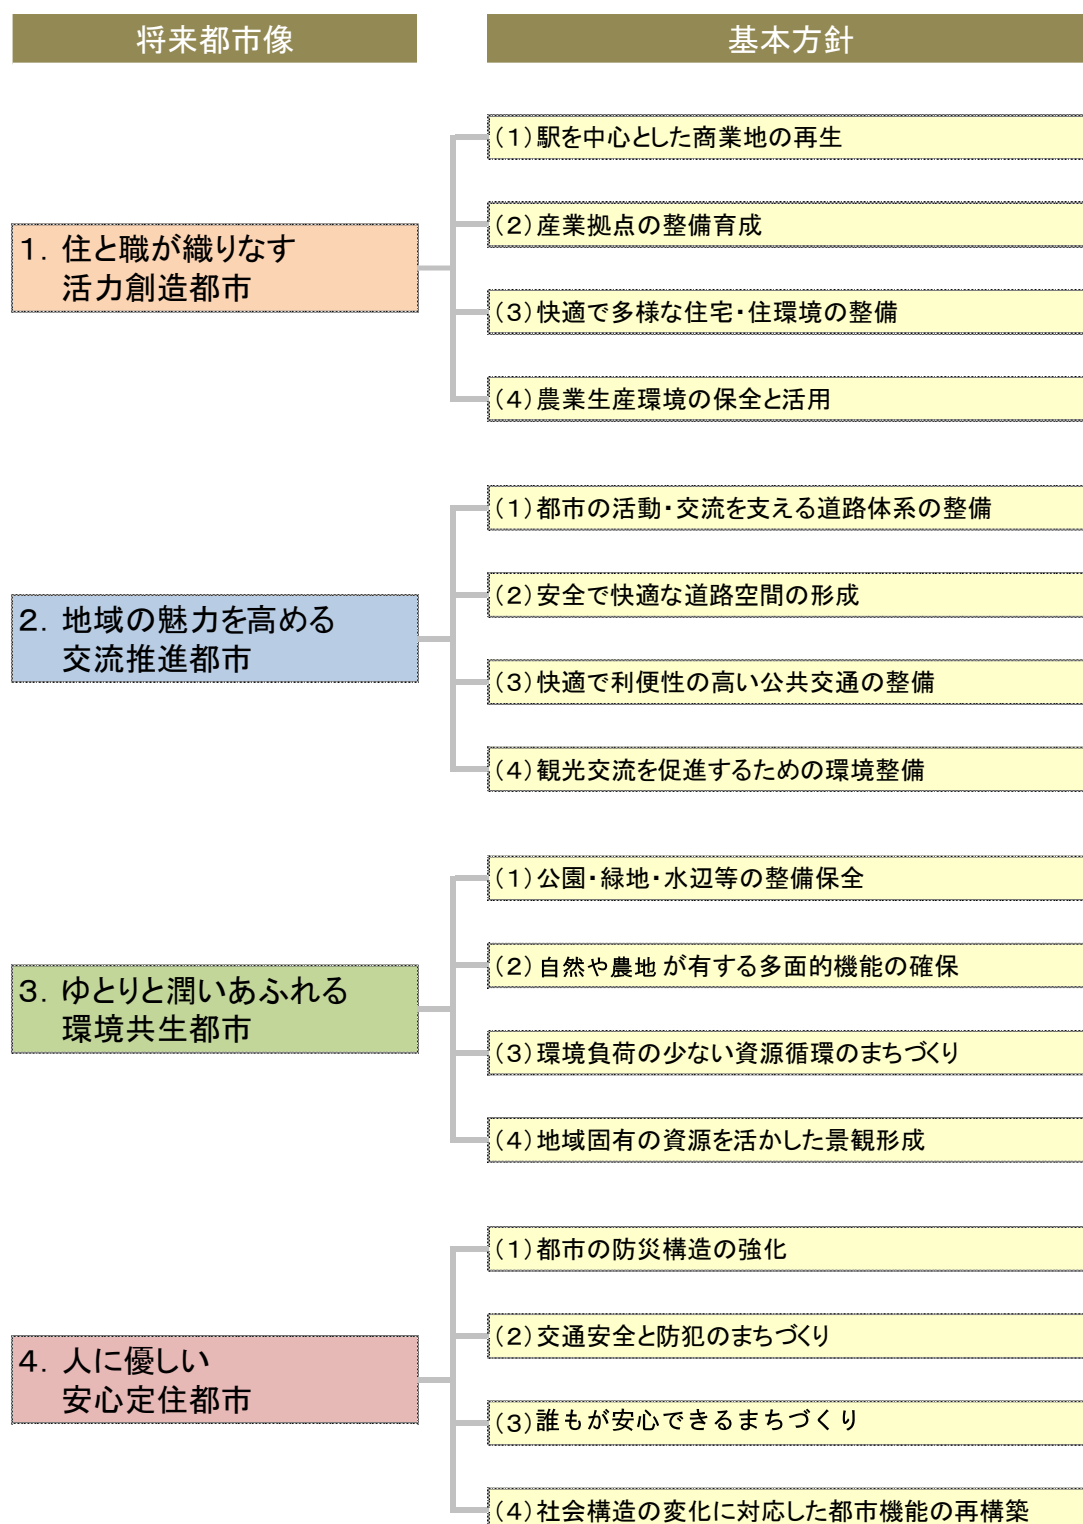 将来都市像
基本方針
1．住と職が織りなす
活力創造都市
(1)駅を中心とした商業地の再生
(2)産業拠点の整備育成
(3)快適で多様な住宅・住環境の整備
(4)農業生産環境の保全と活用
2．地域の魅力を高める
交流推進都市
(1)都市の活動・交流を支える道路体系の整備
(2)安全で快適な道路空間の形成
(3)快適で利便性の高い公共交通の整備
(4)観光交流を促進するための環境整備
3．ゆとりと潤いあふれる
環境共生都市
(1)公園・緑地・水辺等の整備保全
(2)自然や農地が有する多面的機能の確保
(3)環境負荷の少ない資源循環のまちづくり
(4)地域固有の資源を活かした景観形成
4．人に優しい
安心定住都市
(1)都市の防災構造の強化
(2)交通安全と防犯のまちづくり
(3)誰もが安心できるまちづくり
(4)社会構造の変化に対応した都市機能の再構築